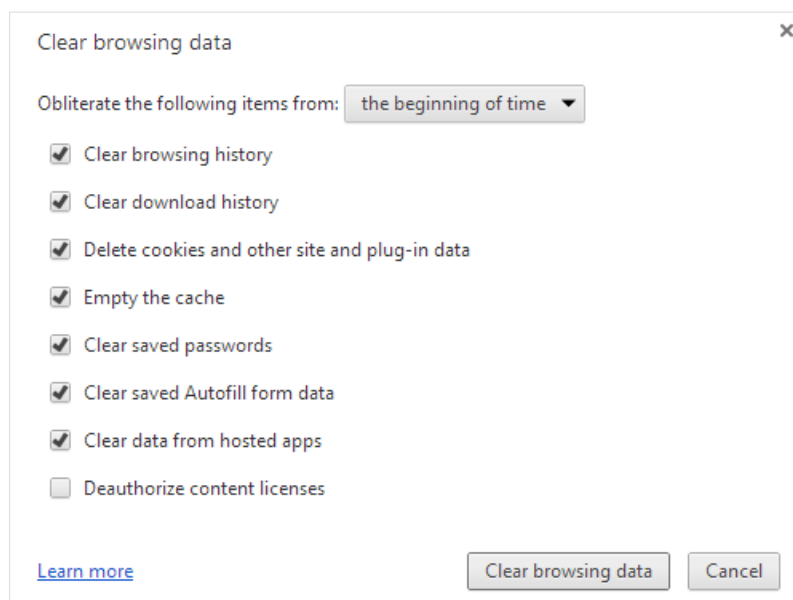 Clear browsing data
Obliterate the following items from: the beginning of time
Clear browsing history
Clear download history
Delete cookies and other site and plug-in data
Empty the cache
Clear saved passwords
Clear saved Autofill form data
Clear data from hosted apps
Deauthorize content licenses
Learn more Clear browsing data Cancel